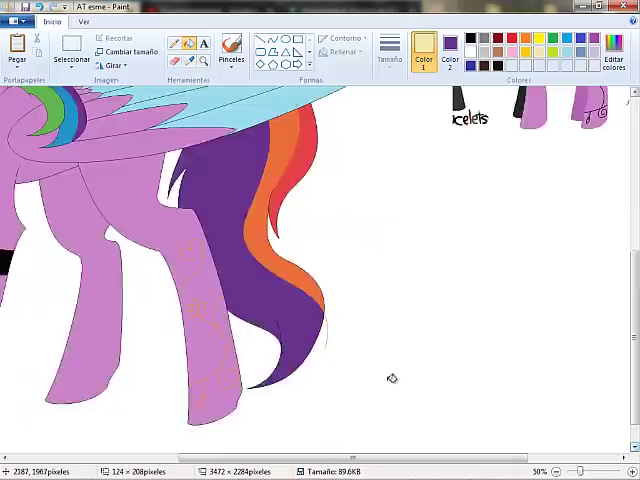 AT esme - Paint
Inicio
Ver
Pegar
Portapapeles
Seleccionar
Recortar
Cambiar tamaño
Girar
Imagen
A
Herramientas
Pinceles
Contorno
Rellenar
Formas
Tamaño
Color
1
Color
2
Editar
colores
Colores
celets
2187, 1967píxeles
124 × 208píxeles
3472 × 2284píxeles
Tamaño: 89.6KB
50%